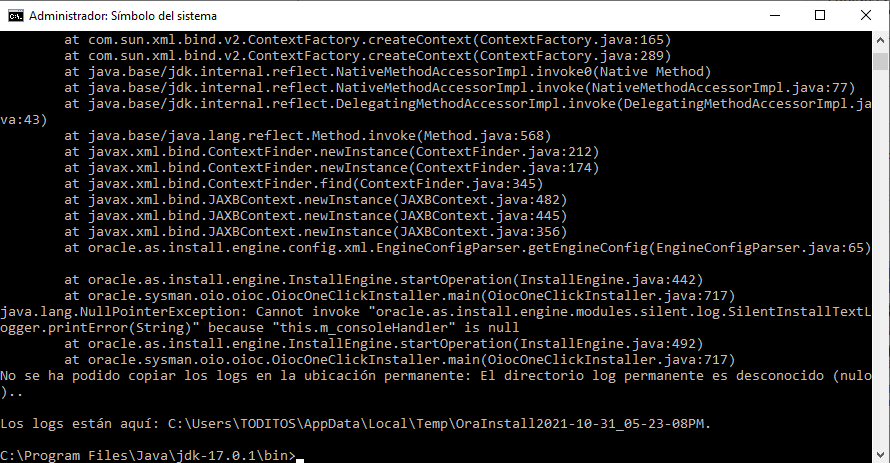 Administrador: Símbolo del sistema
at com.sun.xml.bind.v2.ContextFactory.createContext(ContextFactory.java:165)
at com.sun.xml.bind.v2.ContextFactory.createContext(ContextFactory.java:289)
at java.base/jdk.internal.reflect.NativeMethodAccessorImpl.invoke0(Native Method)
at java.base/jdk.internal.reflect.NativeMethodAccessorImpl.invoke(NativeMethodAccessorImpl.java:77)
at java.base/jdk.internal.reflect.DelegatingMethodAccessorImpl.invoke(DelegatingMethodAccessorImpl.ja
va:43)
at java.base/java.lang.reflect.Method.invoke(Method.java:568)
at javax.xml.bind.ContextFinder.newInstance(ContextFinder.java:212)
at javax.xml.bind.ContextFinder.newInstance(ContextFinder.java:174)
at javax.xml.bind.ContextFinder.find(ContextFinder.java:345)
at javax.xml.bind.JAXBContext.newInstance(JAXBContext.java:482)
at javax.xml.bind.JAXBContext.newInstance(JAXBContext.java:445)
at javax.xml.bind.JAXBContext.newInstance(JAXBContext.java:356)
at oracle.as.install.engine.config.xml.EngineConfigParser.getEngineConfig(EngineConfigParser.java:65)
at oracle.as.install.engine.InstallEngine.startOperation(InstallEngine.java:442)
at oracle.sysman.oio.oioc.OiocOneClickInstaller.main(OiocOneClickInstaller.java:717)
java.lang.NullPointerException: Cannot invoke "oracle.as.install.engine.modules.silent.log.SilentInstallTextL
ogger.printError(String)" because "this.m_consoleHandler" is null
at oracle.as.install.engine.InstallEngine.startOperation(InstallEngine.java:492)
at oracle.sysman.oio.oioc.OiocOneClickInstaller.main(OiocOneClickInstaller.java:717)
No se ha podido copiar los logs en la ubicación permanente: El directorio log permanente es desconocido (nulo
)..
Los logs están aquí: C:\Users\TODITOS\AppData\Local\Temp\OraInstall2021-10-31_05-23-08PM.
C:\Program Files\Java\jdk-17.0.1\bin>